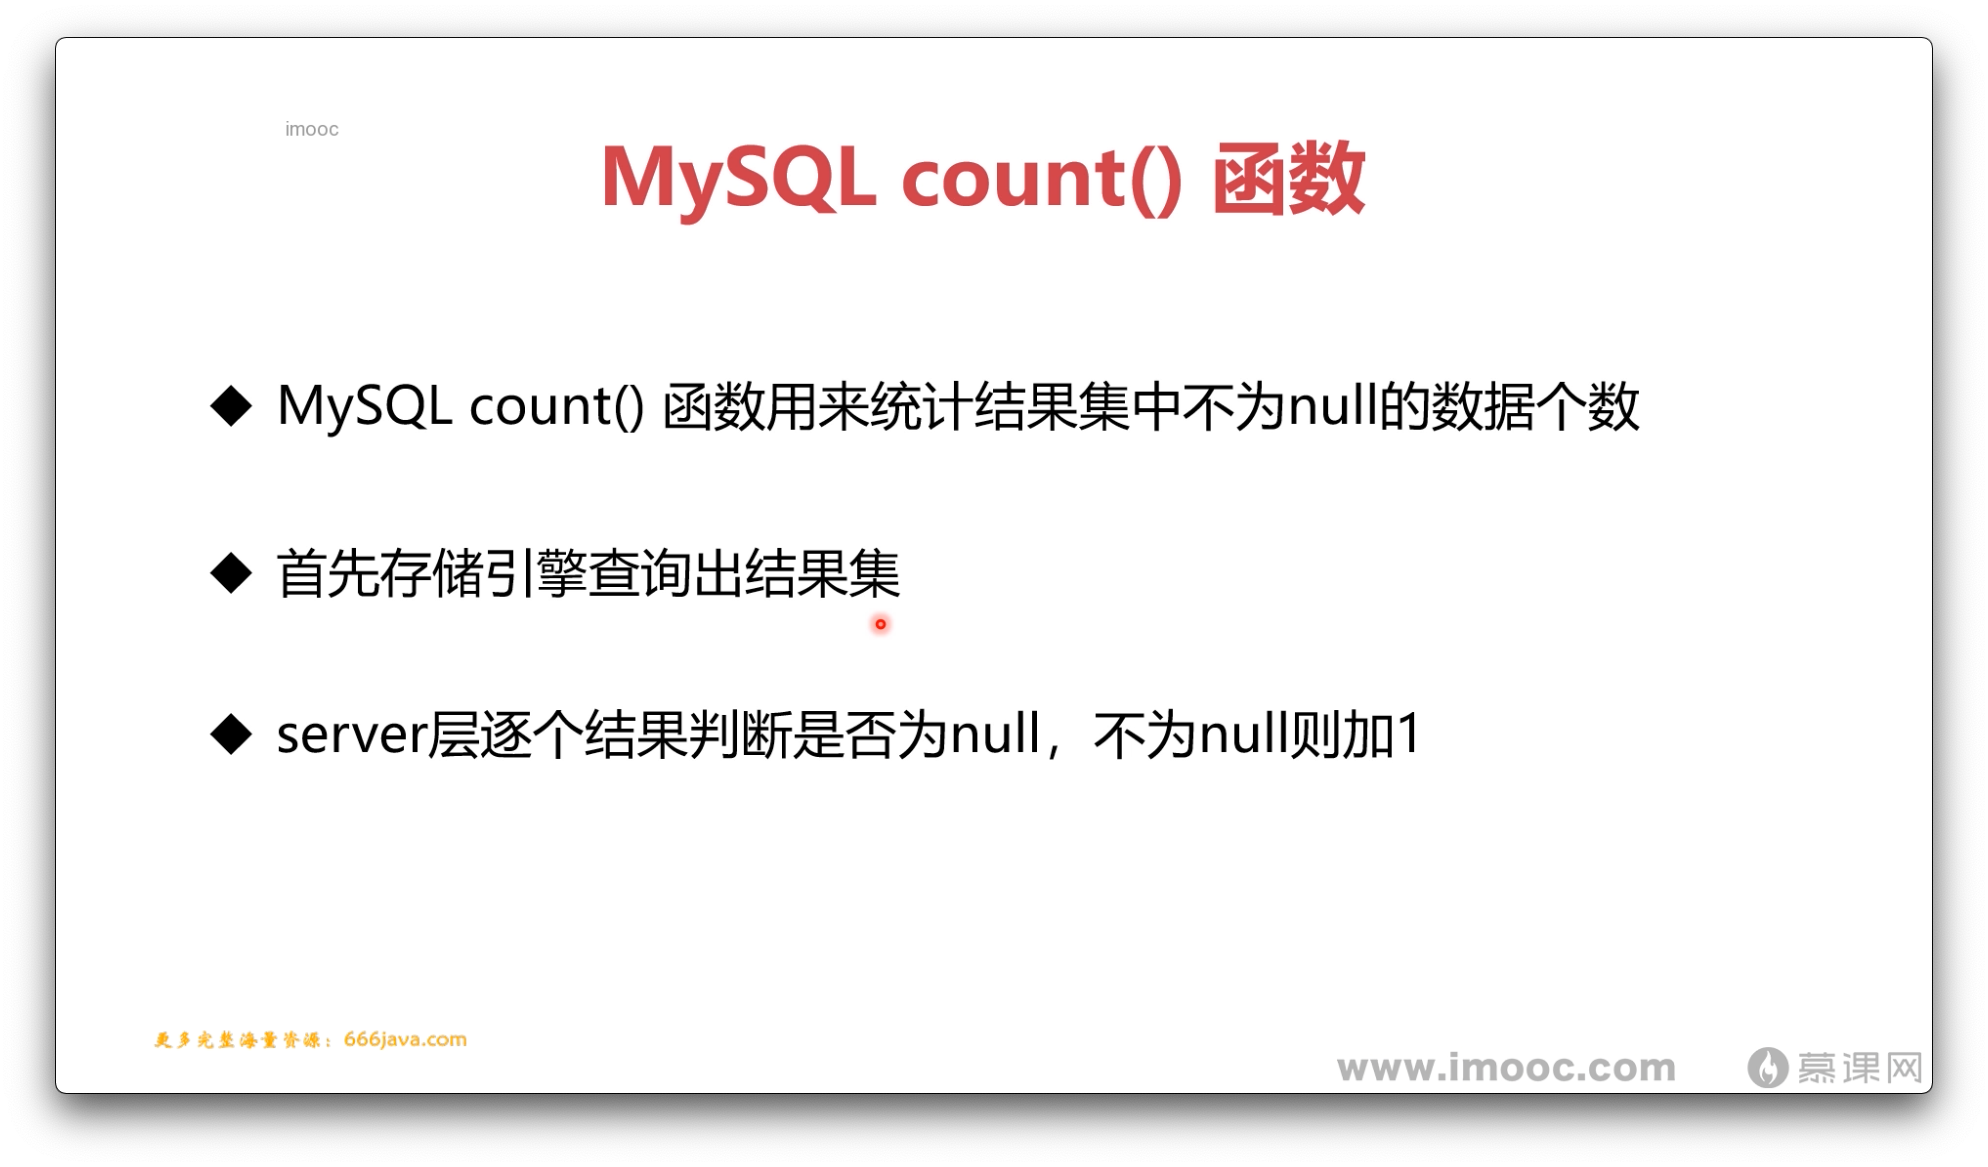 imooc
MySQL count() 函数
◆ MySQL count() 函数用来统计结果集中不为null的数据个数
◆ 首先存储引擎查询出结果集
◆ server层逐个结果判断是否为null，不为null则加1
更多完整海量资源：666java.com
www.imooc.com 慕课网